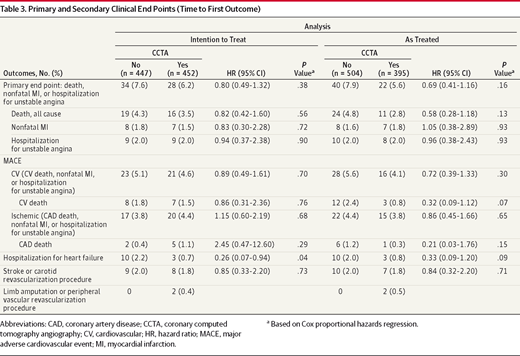 Table 3. Primary and Secondary Clinical End Points (Time to First Outcome)
Analysis
Intention to Treat As Treated
CCTA CCTA
Outcomes, No. (%) No (n = 447) Yes (n = 452) HR (95% CI) P Valueᵃ No (n = 504) Yes (n = 395) HR (95% CI) P Valueᵃ
Primary end point: death, 34 (7.6) 28 (6.2) 0.80 (0.49-1.32) .38 40 (7.9) 22 (5.6) 0.69 (0.41-1.16) .16
nonfatal MI, or hospitalization
for unstable angina
Death, all cause 19 (4.3) 16 (3.5) 0.82 (0.42-1.60) .56 24 (4.8) 11 (2.8) 0.58 (0.28-1.18) .13
Nonfatal MI 8 (1.8) 7 (1.5) 0.83 (0.30-2.28) .72 8 (1.6) 7 (1.8) 1.05 (0.38-2.89) .93
Hospitalization 9 (2.0) 9 (2.0) 0.94 (0.37-2.38) .90 10 (2.0) 8 (2.0) 0.96 (0.38-2.43) .93
for unstable angina
MACE
CV (CV death, nonfatal MI, 23 (5.1) 21 (4.6) 0.89 (0.49-1.61) .70 28 (5.6) 16 (4.1) 0.72 (0.39-1.33) .30
or hospitalization
for unstable angina)
CV death 8 (1.8) 7 (1.5) 0.86 (0.31-2.36) .76 12 (2.4) 3 (0.8) 0.32 (0.09-1.12) .07
Ischemic (CAD death, 17 (3.8) 20 (4.4) 1.15 (0.60-2.19) .68 22 (4.4) 15 (3.8) 0.86 (0.45-1.66) .65
nonfatal MI, or hospitalization
for unstable angina)
CAD death 2 (0.4) 5 (1.1) 2.45 (0.47-12.60) .29 6 (1.2) 1 (0.3) 0.21 (0.03-1.76) .15
Hospitalization for heart failure 10 (2.2) 3 (0.7) 0.26 (0.07-0.94) .04 10 (2.0) 3 (0.8) 0.33 (0.09-1.20) .09
Stroke or carotid 9 (2.0) 8 (1.8) 0.85 (0.33-2.20) .73 10 (2.0) 7 (1.8) 0.84 (0.32-2.20) .71
revascularization procedure
Limb amputation or peripheral 0 2 (0.4) 0 2 (0.5)
vascular revascularization
procedure
Abbreviations: CAD, coronary artery disease; CCTA, coronary computed
tomography angiography; CV, cardiovascular; HR, hazard ratio; MACE, major
adverse cardiovascular event; MI, myocardial infarction.
ᵃ Based on Cox proportional hazards regression.